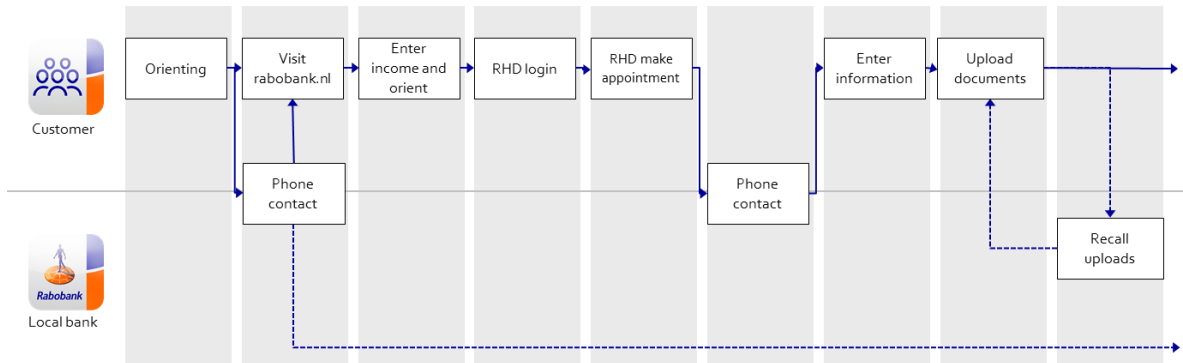 Orienting
Visit
rabobank.nl
Enter
income and
orient
RHD login
RHD make
appointment
Enter
information
Upload
documents
Customer
Phone
contact
Phone
contact
Recall
uploads
Rabobank
Local bank